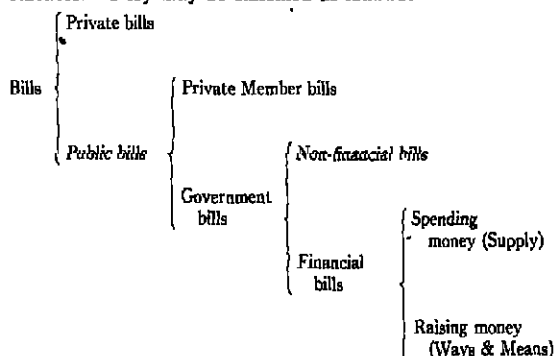 Private bills
Bills
Private Member bills
Public bills
Non-financial bills
Government
bills
Spending
money (Supply)
Financial
bills
Raising money
(Ways & Means)